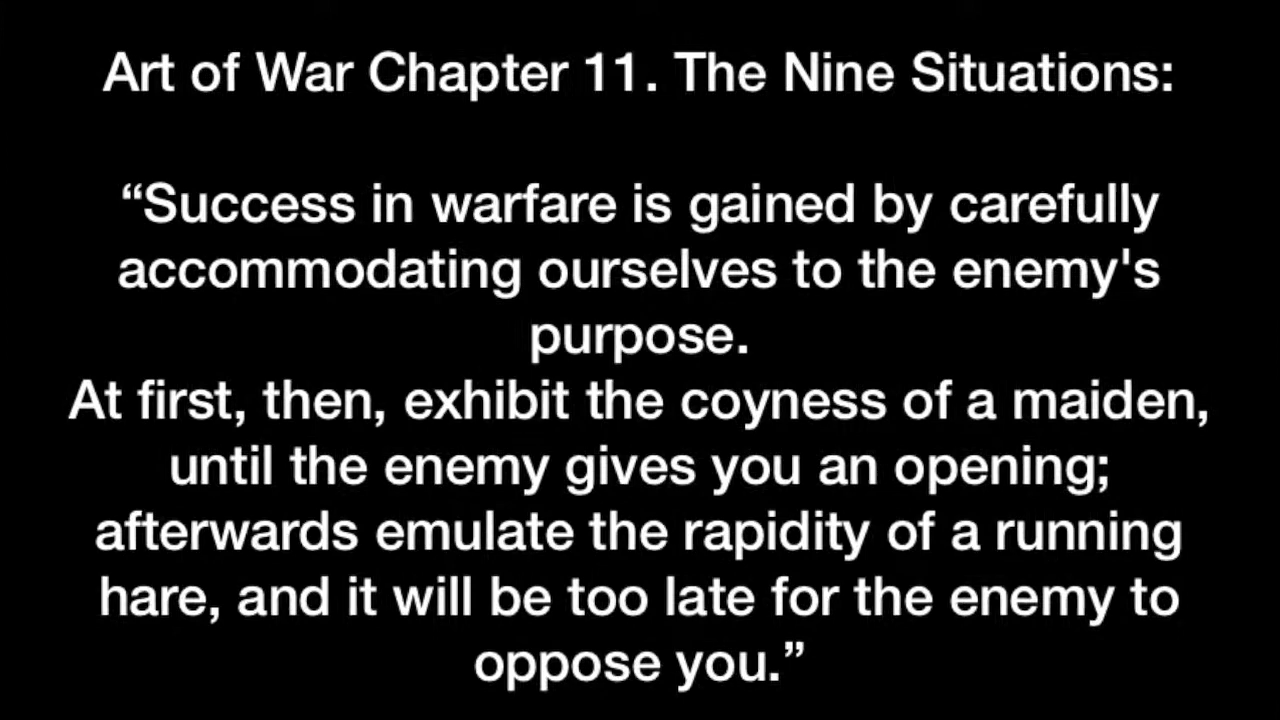 Art of War Chapter 11. The Nine Situations:
“Success in warfare is gained by carefully
accommodating ourselves to the enemy's
purpose.
At first, then, exhibit the coyness of a maiden,
until the enemy gives you an opening;
afterwards emulate the rapidity of a running
hare, and it will be too late for the enemy to
oppose you.”